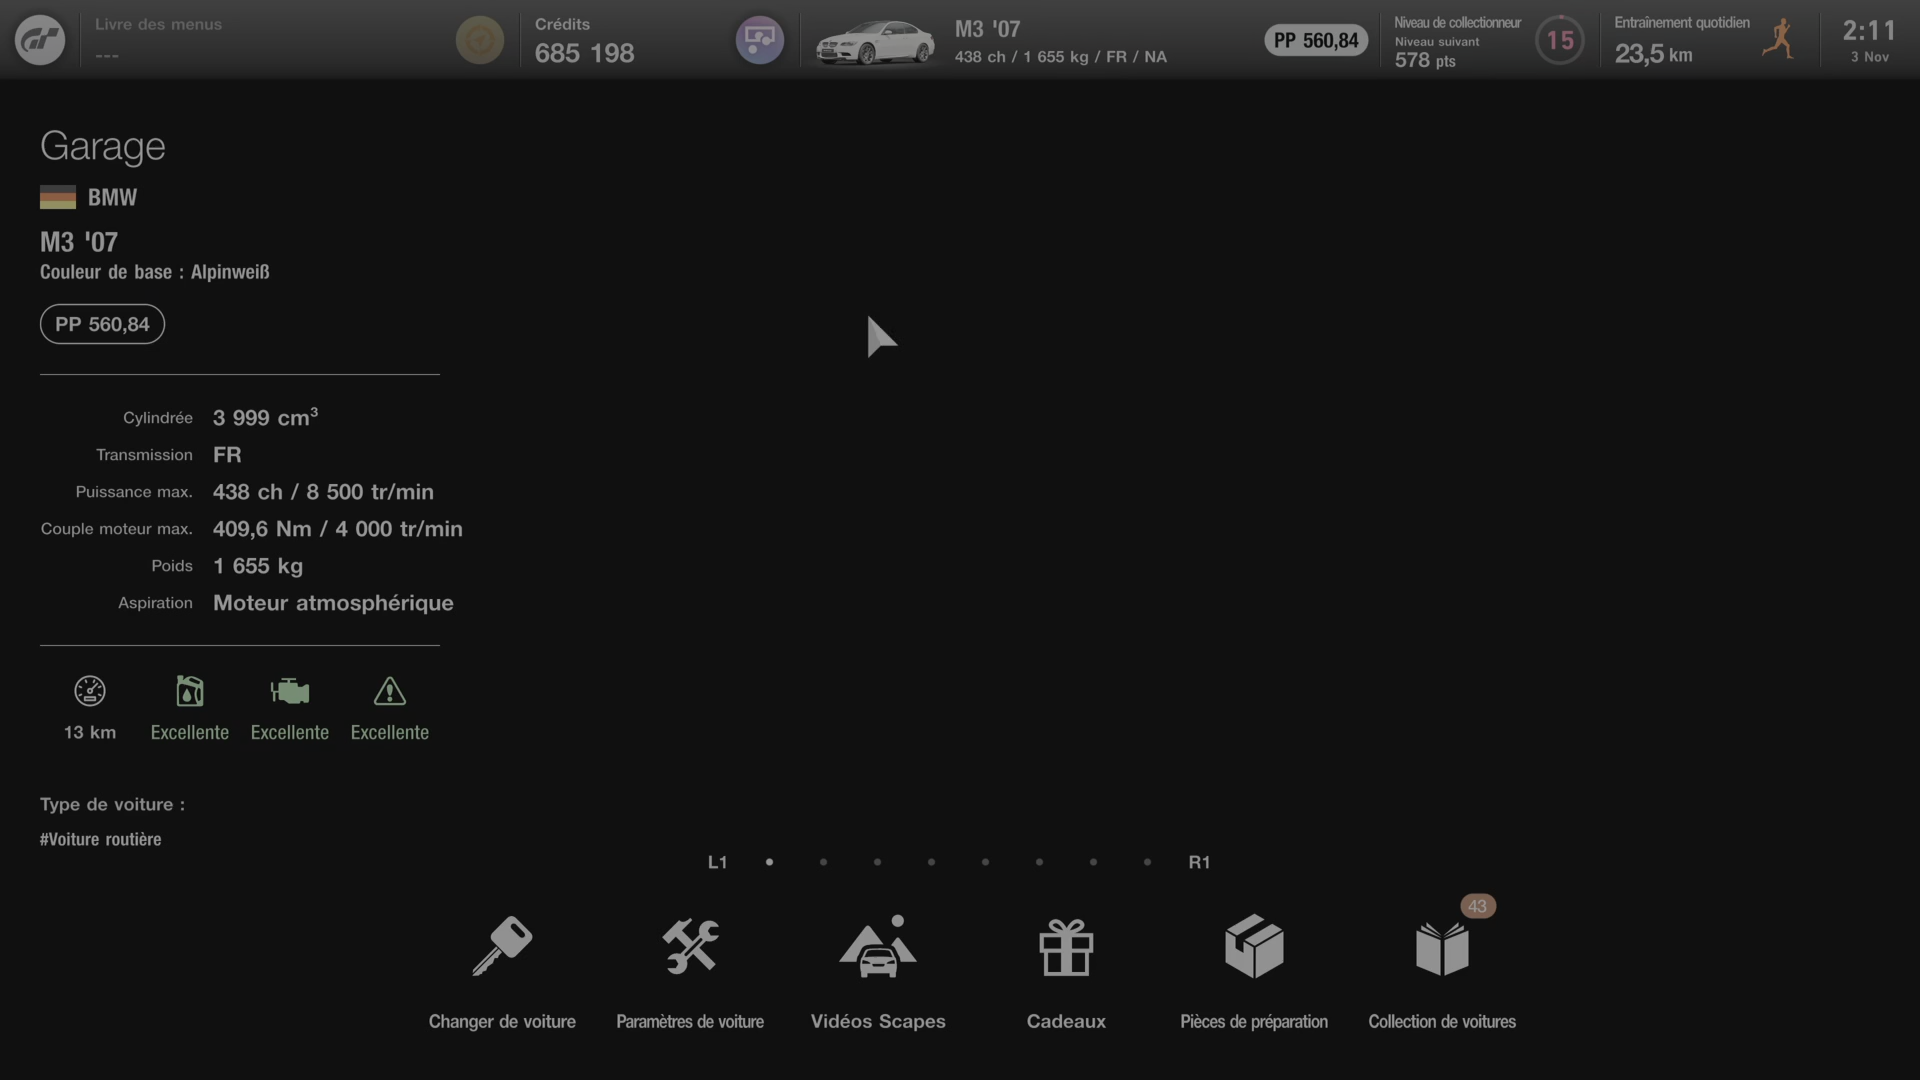 Livre des menus
---
Crédits
685 198
M3 '07
438 ch / 1 655 kg / FR / NA
PP 560,84
Niveau de collectionneur
Niveau suivant
578 pts
15
Entraînement quotidien
23,5 km
2:11
3 Nov
Garage
BMW
M3 '07
Couleur de base : Alpinweiß
PP 560,84
Cylindrée 3 999 cm³
Transmission FR
Puissance max. 438 ch / 8 500 tr/min
Couple moteur max. 409,6 Nm / 4 000 tr/min
Poids 1 655 kg
Aspiration Moteur atmosphérique
13 km Excellente Excellente Excellente
Type de voiture :
#Voiture routière
L1 R1
43
Changer de voiture Paramètres de voiture Vidéos Scapes Cadeaux Pièces de préparation Collection de voitures